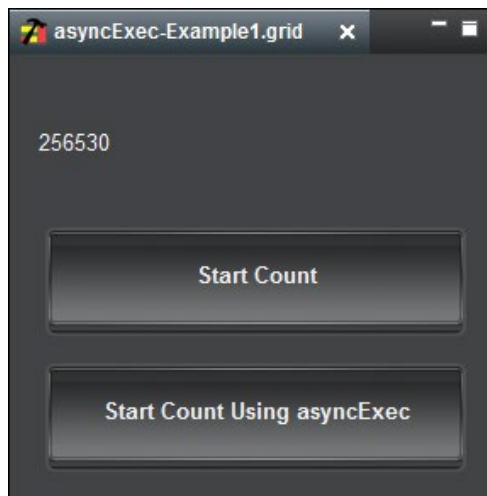 asyncExec-Example1.grid
256530
Start Count
Start Count Using asyncExec